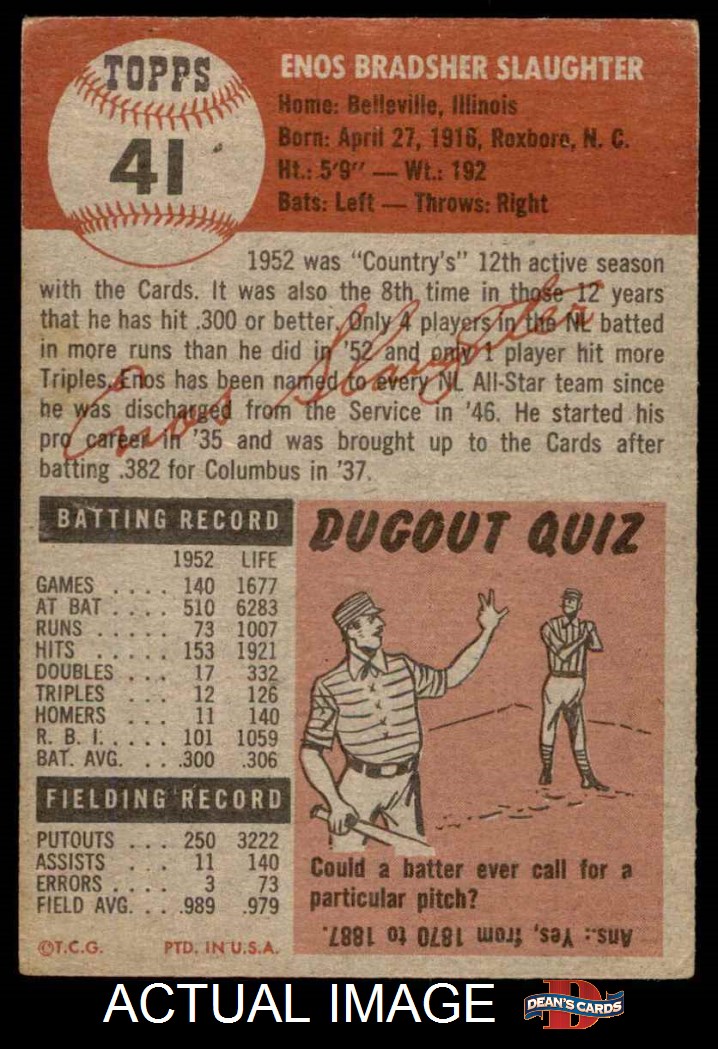 TOPPS
41
ENOS BRADSHER SLAUGHTER
Home: Belleville, Illinois
Born: April 27, 1916, Roxboro, N. C.
Ht.: 5'9" — Wt.: 192
Bats: Left — Throws: Right
1952 was "Country's" 12th active season
with the Cards. It was also the 8th time in those 12 years
that he has hit .300 or better. Only 4 players in the NL batted
in more runs than he did in '52 and only 1 player hit more
Triples. Enos has been named to every NL All-Star team since
he was discharged from the Service in '46. He started his
pro career in '35 and was brought up to the Cards after
batting .382 for Columbus in '37.
Enos Slaughter
BATTING RECORD
1952 LIFE
GAMES . . . . 140 1677
AT BAT . . . . 510 6283
RUNS . . . . . 73 1007
HITS . . . . . 153 1921
DOUBLES . . . 17 332
TRIPLES . . . 12 126
HOMERS . . . 11 140
R. B. I. . . . . . 101 1059
BAT. AVG. . . . .300 .306
FIELDING RECORD
PUTOUTS . . . 250 3222
ASSISTS . . . . 11 140
ERRORS . . . . 3 73
FIELD AVG. . . .989 .979
©T.C.G. PTD. IN U.S.A.
DUGOUT QUIZ
Could a batter ever call for a
particular pitch?
Ans.: Yes, from 1870 to 1887.
ACTUAL IMAGE
D
DEAN'S CARDS